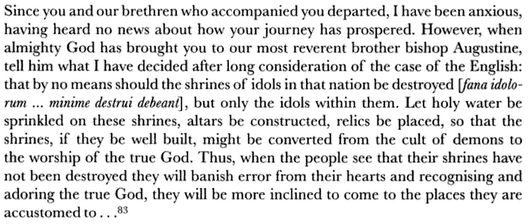 Since you and our brethren who accompanied you departed, I have been anxious,
having heard no news about how your journey has prospered. However, when
almighty God has brought you to our most reverent brother bishop Augustine,
tell him what I have decided after long consideration of the case of the English:
that by no means should the shrines of idols in that nation be destroyed [fana idolo-
rum ... minime destrui debeant], but only the idols within them. Let holy water be
sprinkled on these shrines, altars be constructed, relics be placed, so that the
shrines, if they be well built, might be converted from the cult of demons to
the worship of the true God. Thus, when the people see that their shrines have
not been destroyed they will banish error from their hearts and recognising and
adoring the true God, they will be more inclined to come to the places they are
accustomed to . . .83